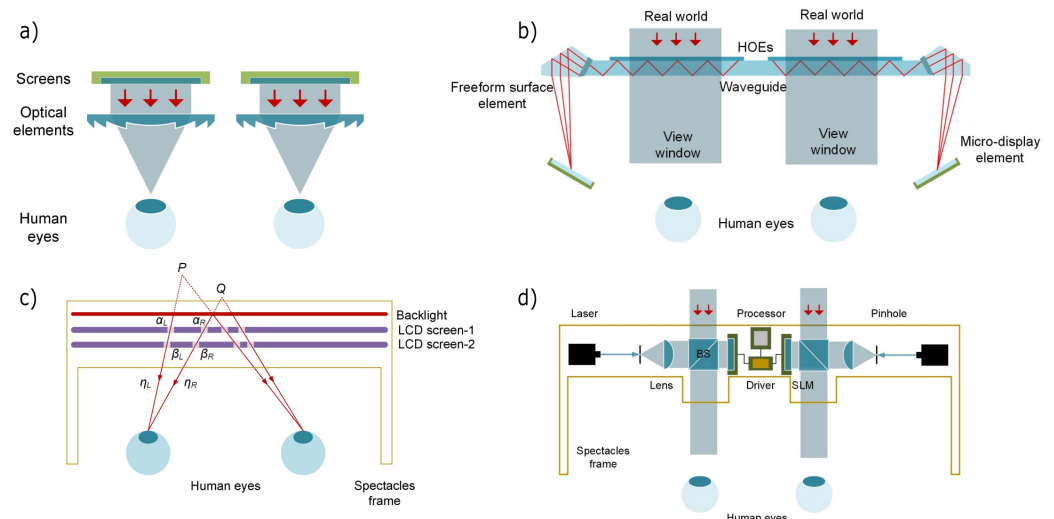 a)
Screens
Optical
elements
Human
eyes
b)
Real world
Real world
HOEs
Waveguide
Freeform surface
element
View
window
View
window
Micro-display
element
Human eyes
c)
P
Q
αL
αR
Backlight
LCD screen-1
LCD screen-2
βL
βR
ηL
ηR
Human eyes
Spectacles
frame
d)
Laser
Processor
Pinhole
BS
Lens
Driver
SLM
Spectacles
frame
Human eyes